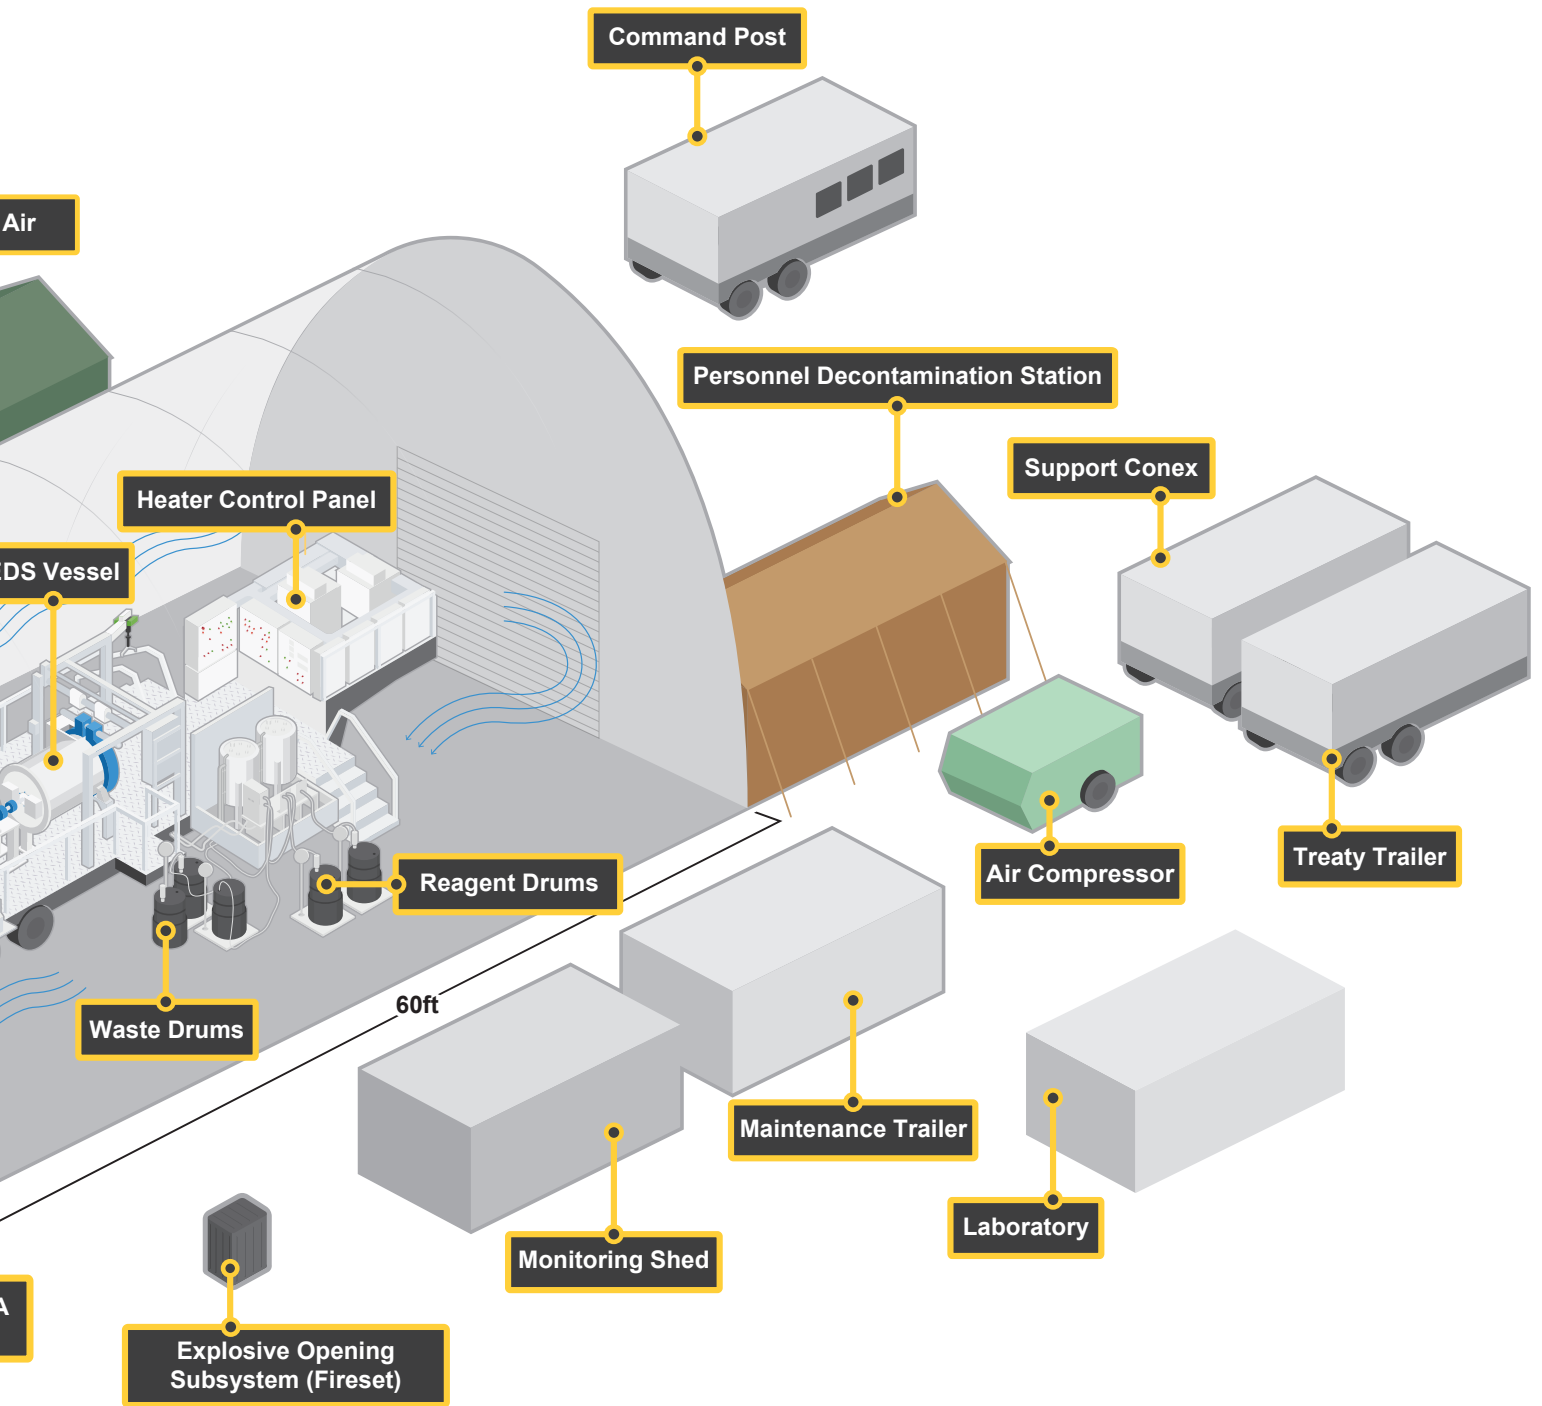 Command Post
Air
Personnel Decontamination Station
Support Conex
Heater Control Panel
EDS Vessel
Treaty Trailer
Air Compressor
Reagent Drums
60ft
Waste Drums
Maintenance Trailer
Laboratory
Monitoring Shed
A
Explosive Opening
Subsystem (Fireset)